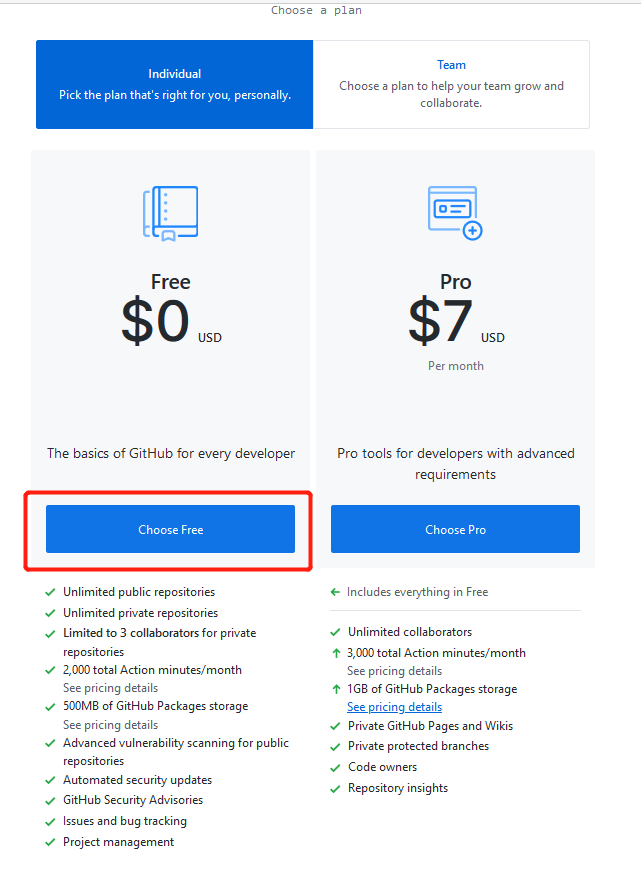 Choose a plan
Individual
Pick the plan that's right for you, personally.
Team
Choose a plan to help your team grow and
collaborate.
Free
$0 USD
The basics of GitHub for every developer
Choose Free
Unlimited public repositories
Unlimited private repositories
Limited to 3 collaborators for private
repositories
2,000 total Action minutes/month
See pricing details
500MB of GitHub Packages storage
See pricing details
Advanced vulnerability scanning for public
repositories
Automated security updates
GitHub Security Advisories
Issues and bug tracking
Project management
Pro
$7 USD
Per month
Pro tools for developers with advanced
requirements
Choose Pro
Includes everything in Free
Unlimited collaborators
3,000 total Action minutes/month
See pricing details
1GB of GitHub Packages storage
See pricing details
Private GitHub Pages and Wikis
Private protected branches
Code owners
Repository insights